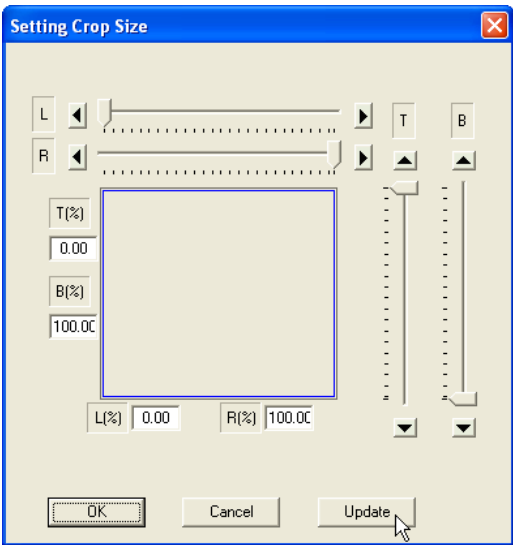 Setting Crop Size
L
T
B
R
T(%)
0.00
B(%)
100.00
L(%) 0.00 R(%) 100.00
OK Cancel Update